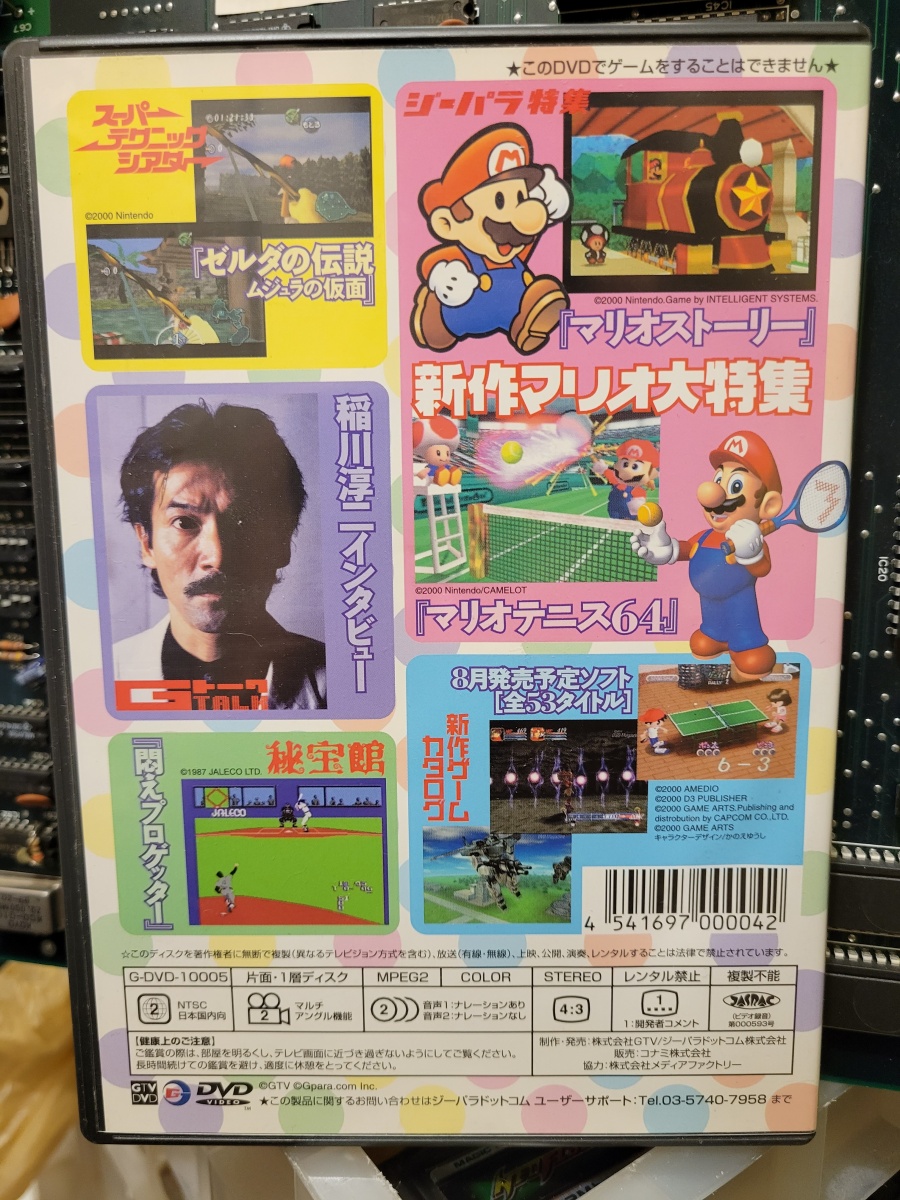 ★このDVDでゲームをすることはできません★
スーパー
テクニック
シアター
©2000 Nintendo
『ゼルダの伝説
ムジュラの仮面』
ジーパラ特集
©2000 Nintendo.Game by INTELLIGENT SYSTEMS.
『マリオストーリー』
新作マリオ大特集
©2000 Nintendo/CAMELOT
『マリオテニス64』
稲川淳二インタビュー
Gトーク
TALK
8月発売予定ソフト
[全53タイトル]
新作ゲーム
カタログ
6-3
©2000 AMEDIO
©2000 D3 PUBLISHER
©2000 GAME ARTS.Publishing and
distrobution by CAPCOM CO.,LTD.
©2000 GAME ARTS
キャラクターデザイン/かのえゆうし
©1987 JALECO LTD.
秘宝館
『悶えプロゲッター』
JALECO
4 541697 000042
☆このディスクを著作権者に無断で複製(異なるテレビジョン方式を含む)、放送(有線・無線)、上映、公開、演奏、レンタルすることは法律で禁止されています。
G-DVD-10005 片面・1層ディスク MPEG2 COLOR STEREO レンタル禁止 複製不能
2 NTSC
日本国内向
2 マルチ
アングル機能
2 音声1:ナレーションあり
音声2:ナレーションなし
4:3
1
1:開発者コメント
JASRAC
(ビデオ録音)
第000593号
【健康上のご注意】
ご鑑賞の際は、部屋を明るくし、テレビ画面に近づき過ぎないようにしてご覧ください。
長時間続けての鑑賞を避け、適度に休憩をとってください。
制作・発売:株式会社GTV/ジーパラドットコム株式会社
販売:コナミ株式会社
協力:株式会社メディアファクトリー
GTV
DVD
G
DVD
VIDEO
©GTV ©Gpara.com Inc.
★この製品に関するお問い合わせはジーパラドットコム ユーザーサポート:Tel.03-5740-7958 まで
IC45
IC20
C67